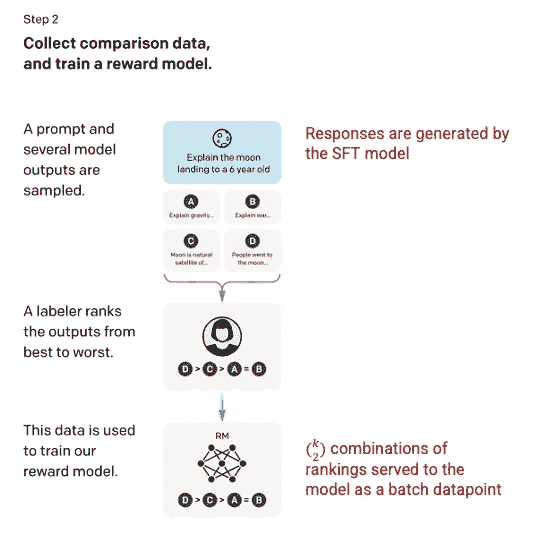 Step 2
Collect comparison data,
and train a reward model.
A prompt and
several model
outputs are
sampled.
Explain the moon
landing to a 6 year old
Responses are generated by
the SFT model
A
Explain gravity...
B
Explain war...
C
Moon is natural
satellite of...
D
People went to
the moon...
A labeler ranks
the outputs from
best to worst.
D > C > A = B
This data is used
to train our
reward model.
RM
D > C > A = B
(k 2) combinations of
rankings served to the
model as a batch datapoint